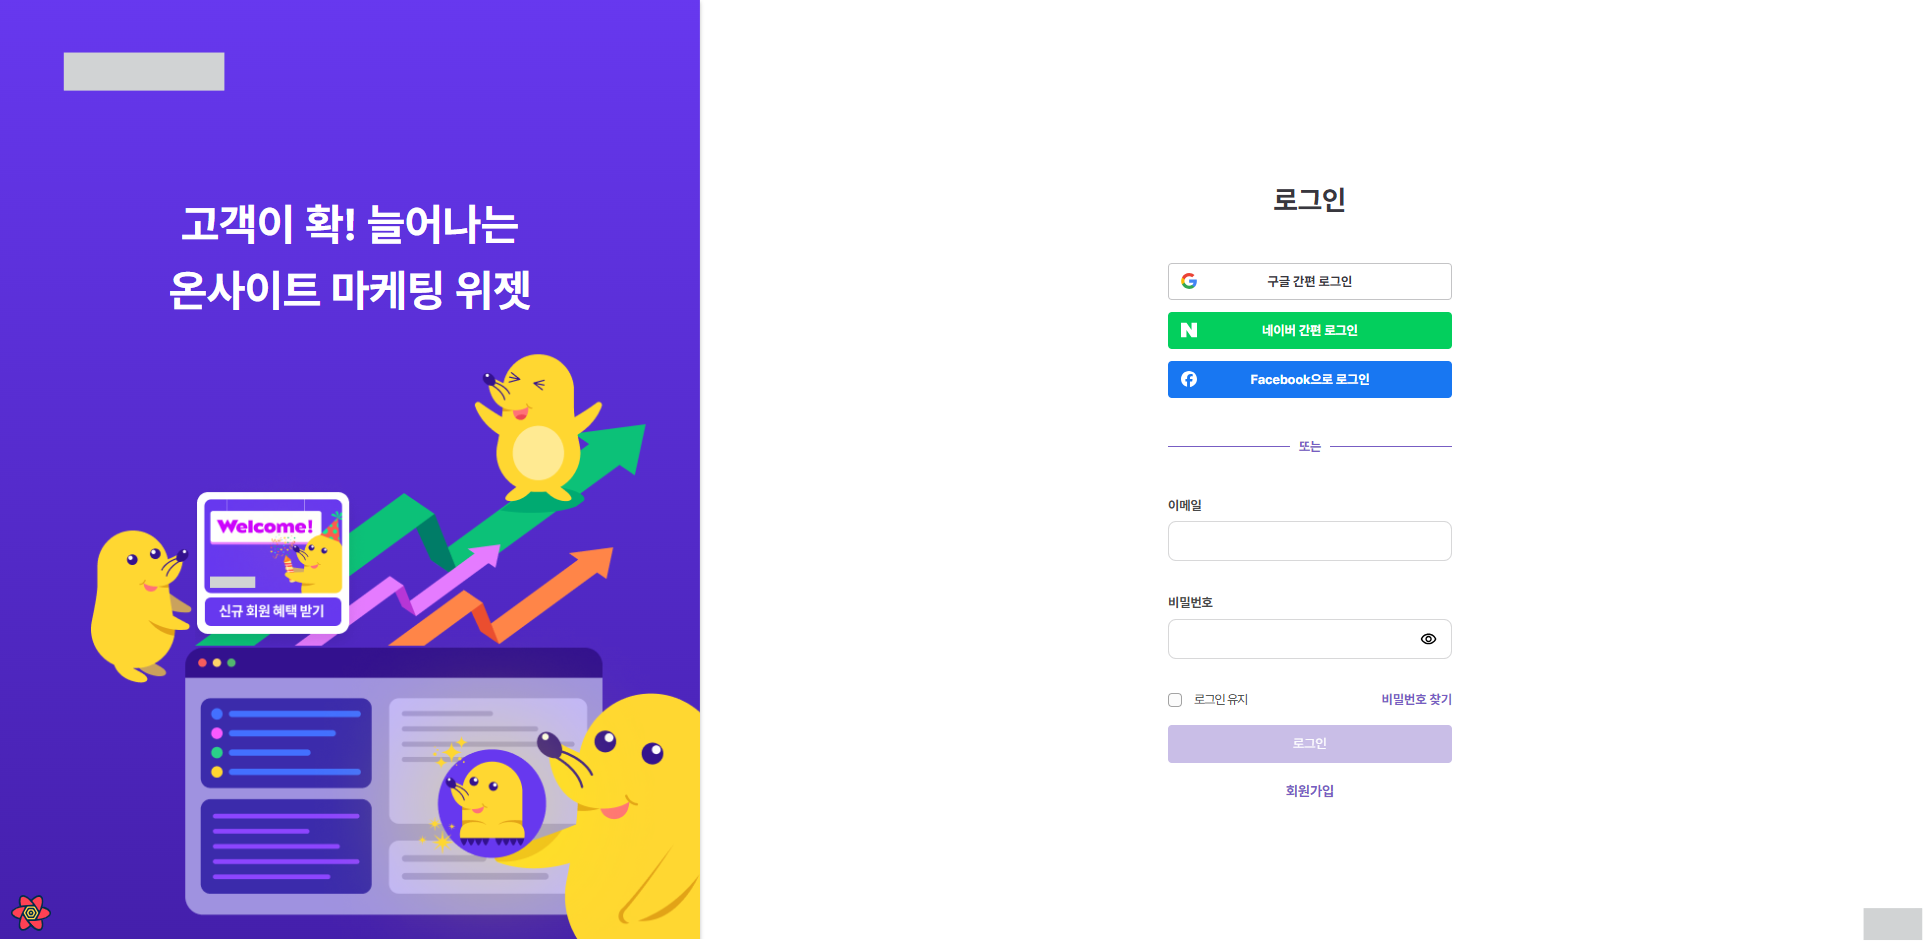 고객이 확! 늘어나는
온사이트 마케팅 위젯
Welcome!
신규 회원 혜택 받기
로그인
구글 간편 로그인
네이버 간편 로그인
Facebook으로 로그인
또는
이메일
비밀번호
로그인 유지
비밀번호 찾기
로그인
회원가입